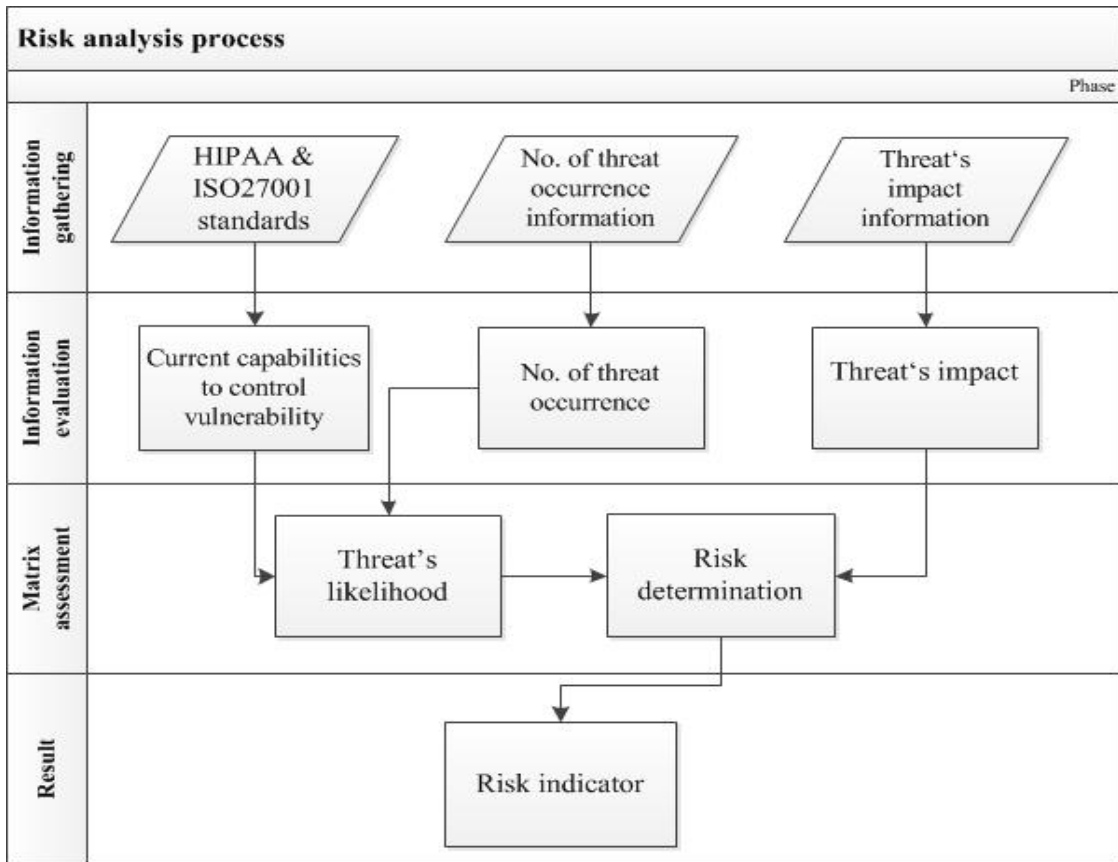 Risk analysis process
Phase
Information
gathering
HIPAA &
ISO27001
standards
No. of threat
occurrence
information
Threat‘s
impact
information
Information
evaluation
Current capabilities
to control
vulnerability
No. of threat
occurrence
Threat‘s impact
Matrix
assessment
Threat’s
likelihood
Risk
determination
Result
Risk indicator